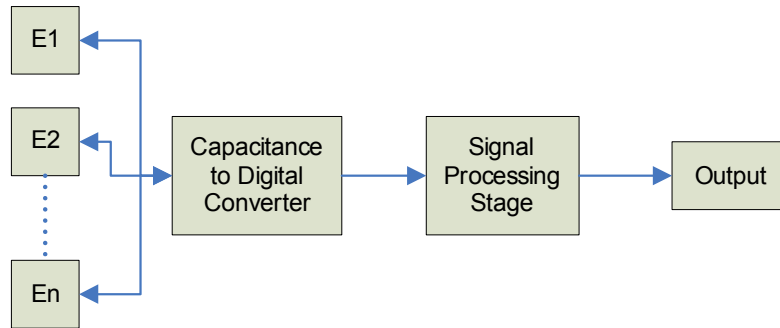 E1
E2
En
Capacitance
to Digital
Converter
Signal
Processing
Stage
Output